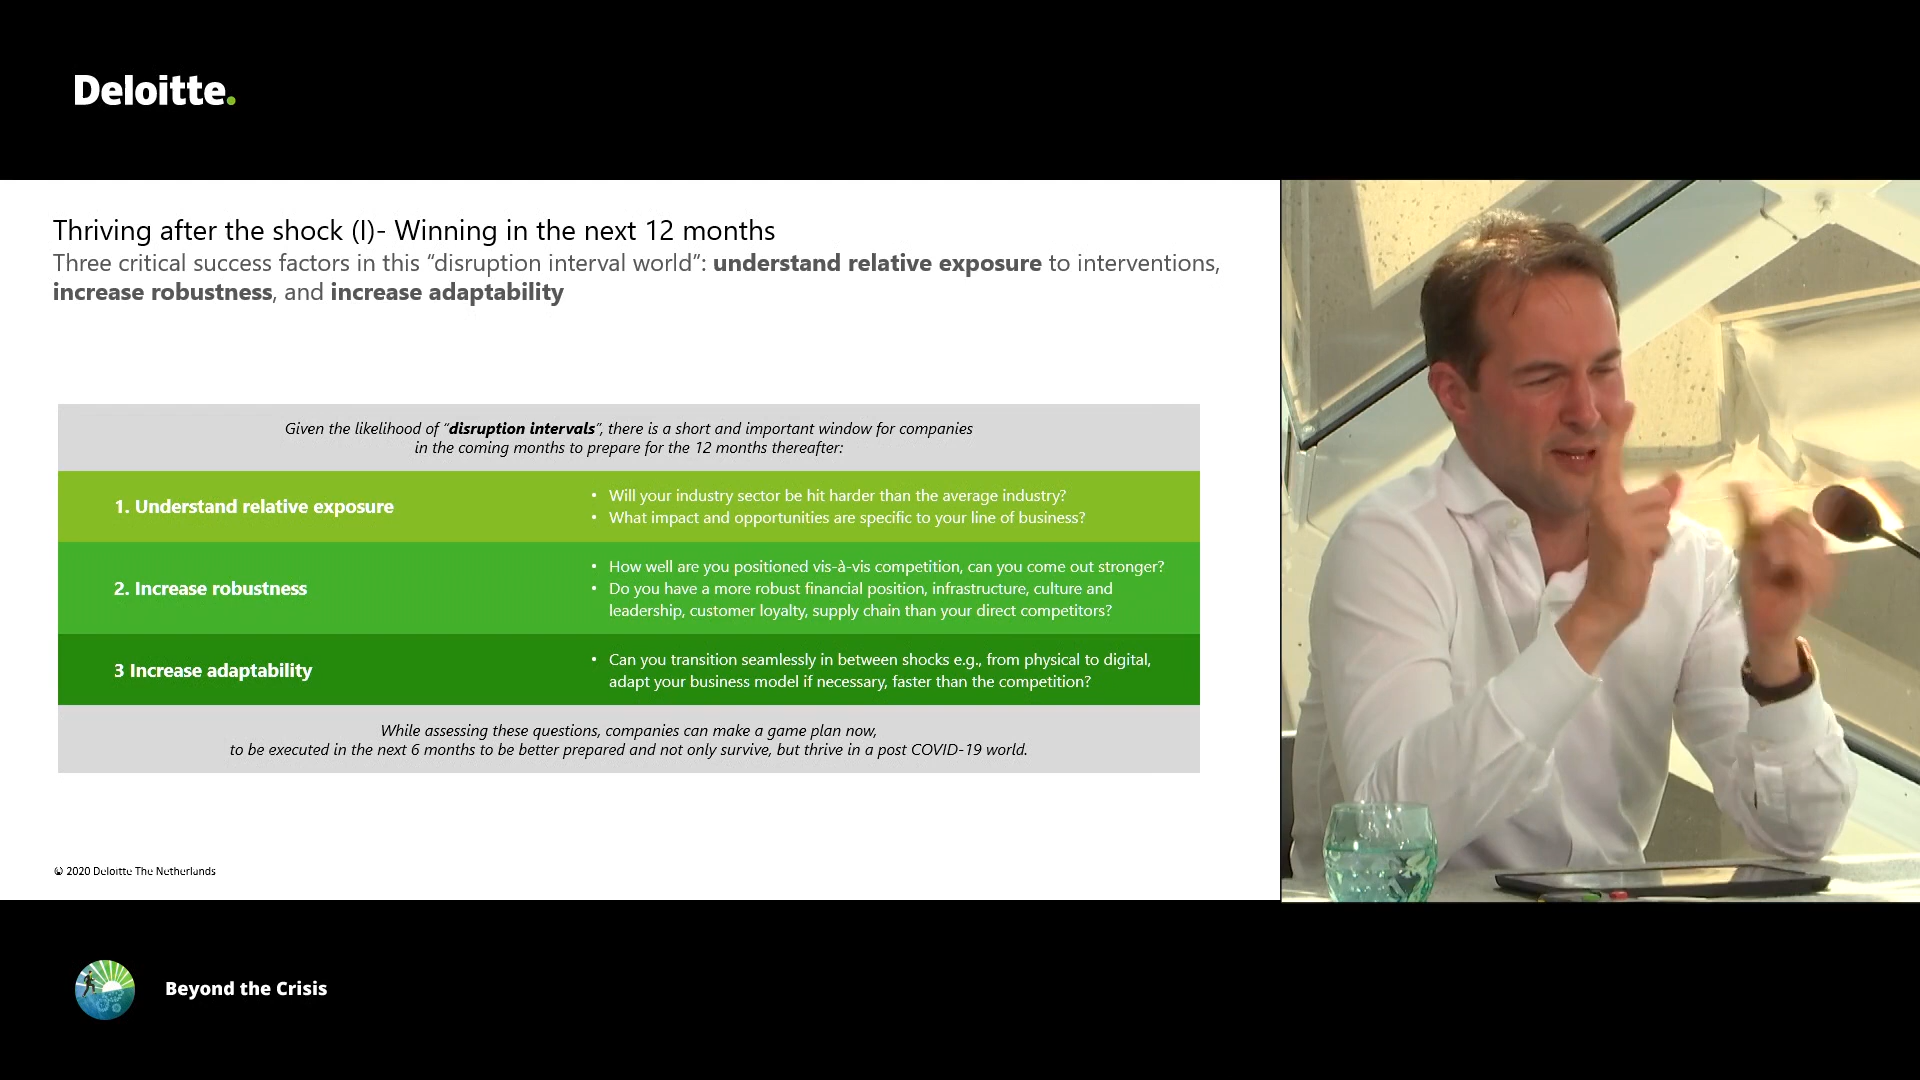 Deloitte.
Thriving after the shock (I)- Winning in the next 12 months
Three critical success factors in this “disruption interval world”: understand relative exposure to interventions,
increase robustness, and increase adaptability
Given the likelihood of “disruption intervals”, there is a short and important window for companies
in the coming months to prepare for the 12 months thereafter:
1. Understand relative exposure
• Will your industry sector be hit harder than the average industry?
• What impact and opportunities are specific to your line of business?
2. Increase robustness
• How well are you positioned vis-à-vis competition, can you come out stronger?
• Do you have a more robust financial position, infrastructure, culture and
leadership, customer loyalty, supply chain than your direct competitors?
3 Increase adaptability
• Can you transition seamlessly in between shocks e.g., from physical to digital,
adapt your business model if necessary, faster than the competition?
While assessing these questions, companies can make a game plan now,
to be executed in the next 6 months to be better prepared and not only survive, but thrive in a post COVID-19 world.
© 2020 Deloitte The Netherlands
Beyond the Crisis